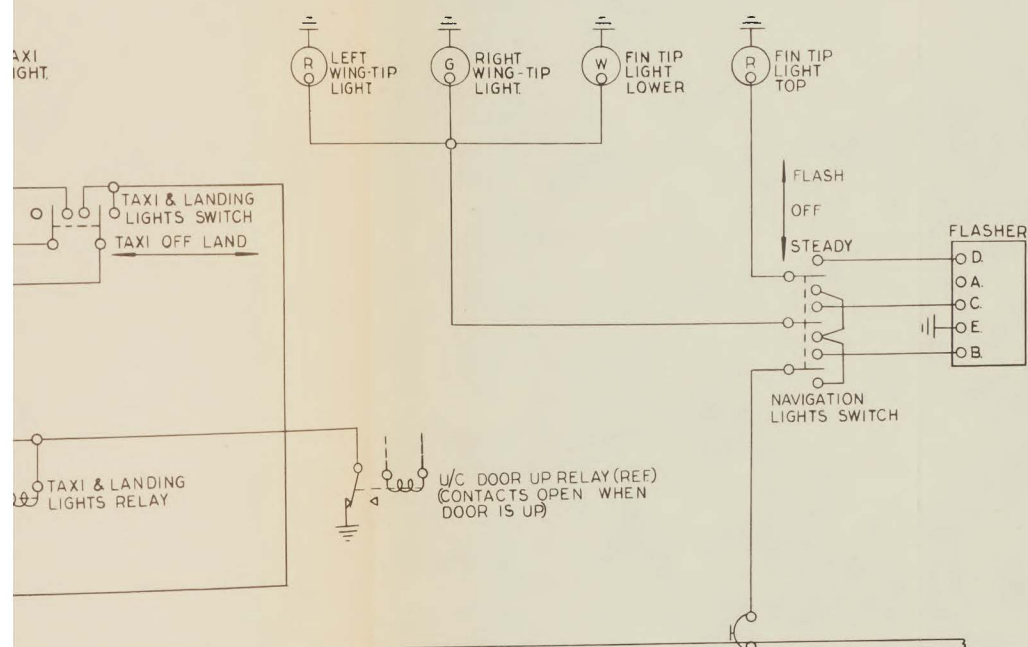 AXI
IGHT.
R
LEFT
WING-TIP
LIGHT
G
RIGHT
WING-TIP
LIGHT.
W
FIN TIP
LIGHT
LOWER
R
FIN TIP
LIGHT
TOP
TAXI & LANDING
LIGHTS SWITCH
TAXI OFF LAND
FLASH
OFF
STEADY
FLASHER
D.
A.
C.
E.
B.
NAVIGATION
LIGHTS SWITCH
TAXI & LANDING
LIGHTS RELAY
U/C DOOR UP RELAY (REF.)
(CONTACTS OPEN WHEN
DOOR IS UP)